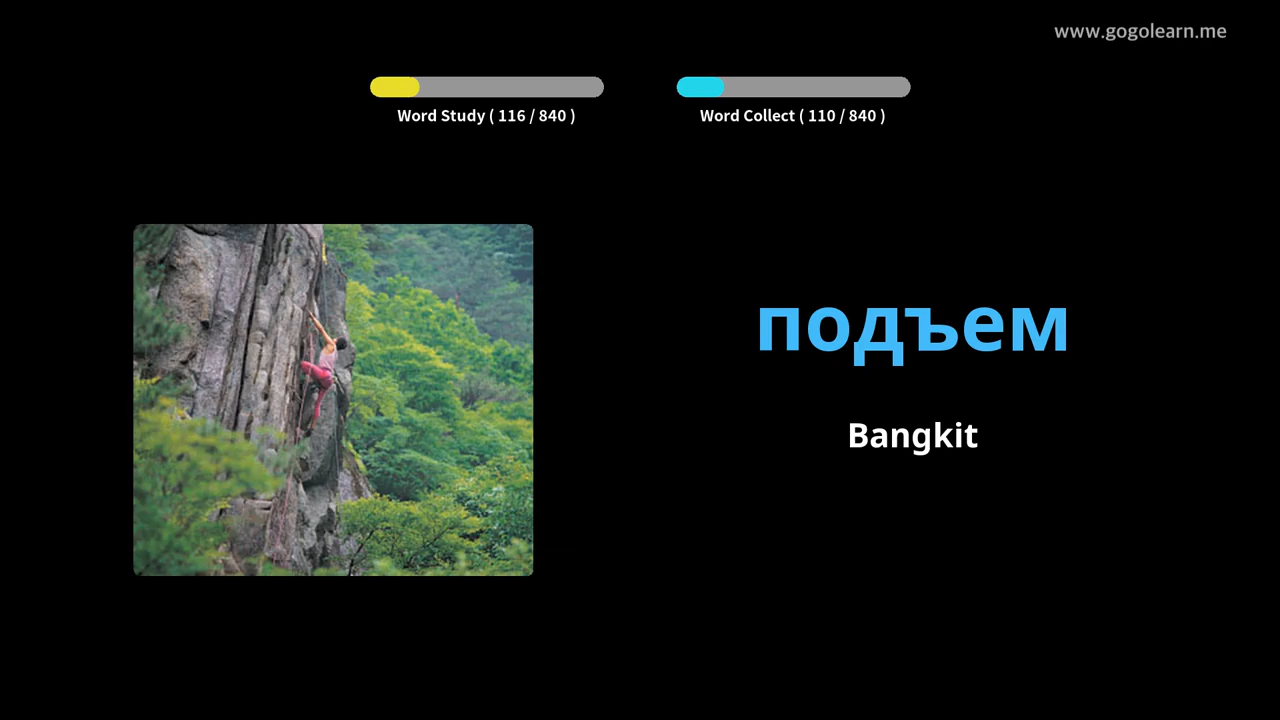 www.gogolearn.me
Word Study ( 116 / 840 )
Word Collect ( 110 / 840 )
подъем
Bangkit